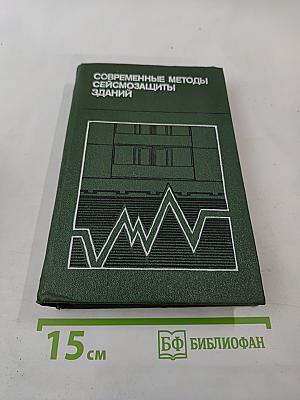 СОВРЕМЕННЫЕ МЕТОДЫ
СЕЙСМОЗАЩИТЫ
ЗДАНИЙ
15 см
БФ БИБЛИОФАН